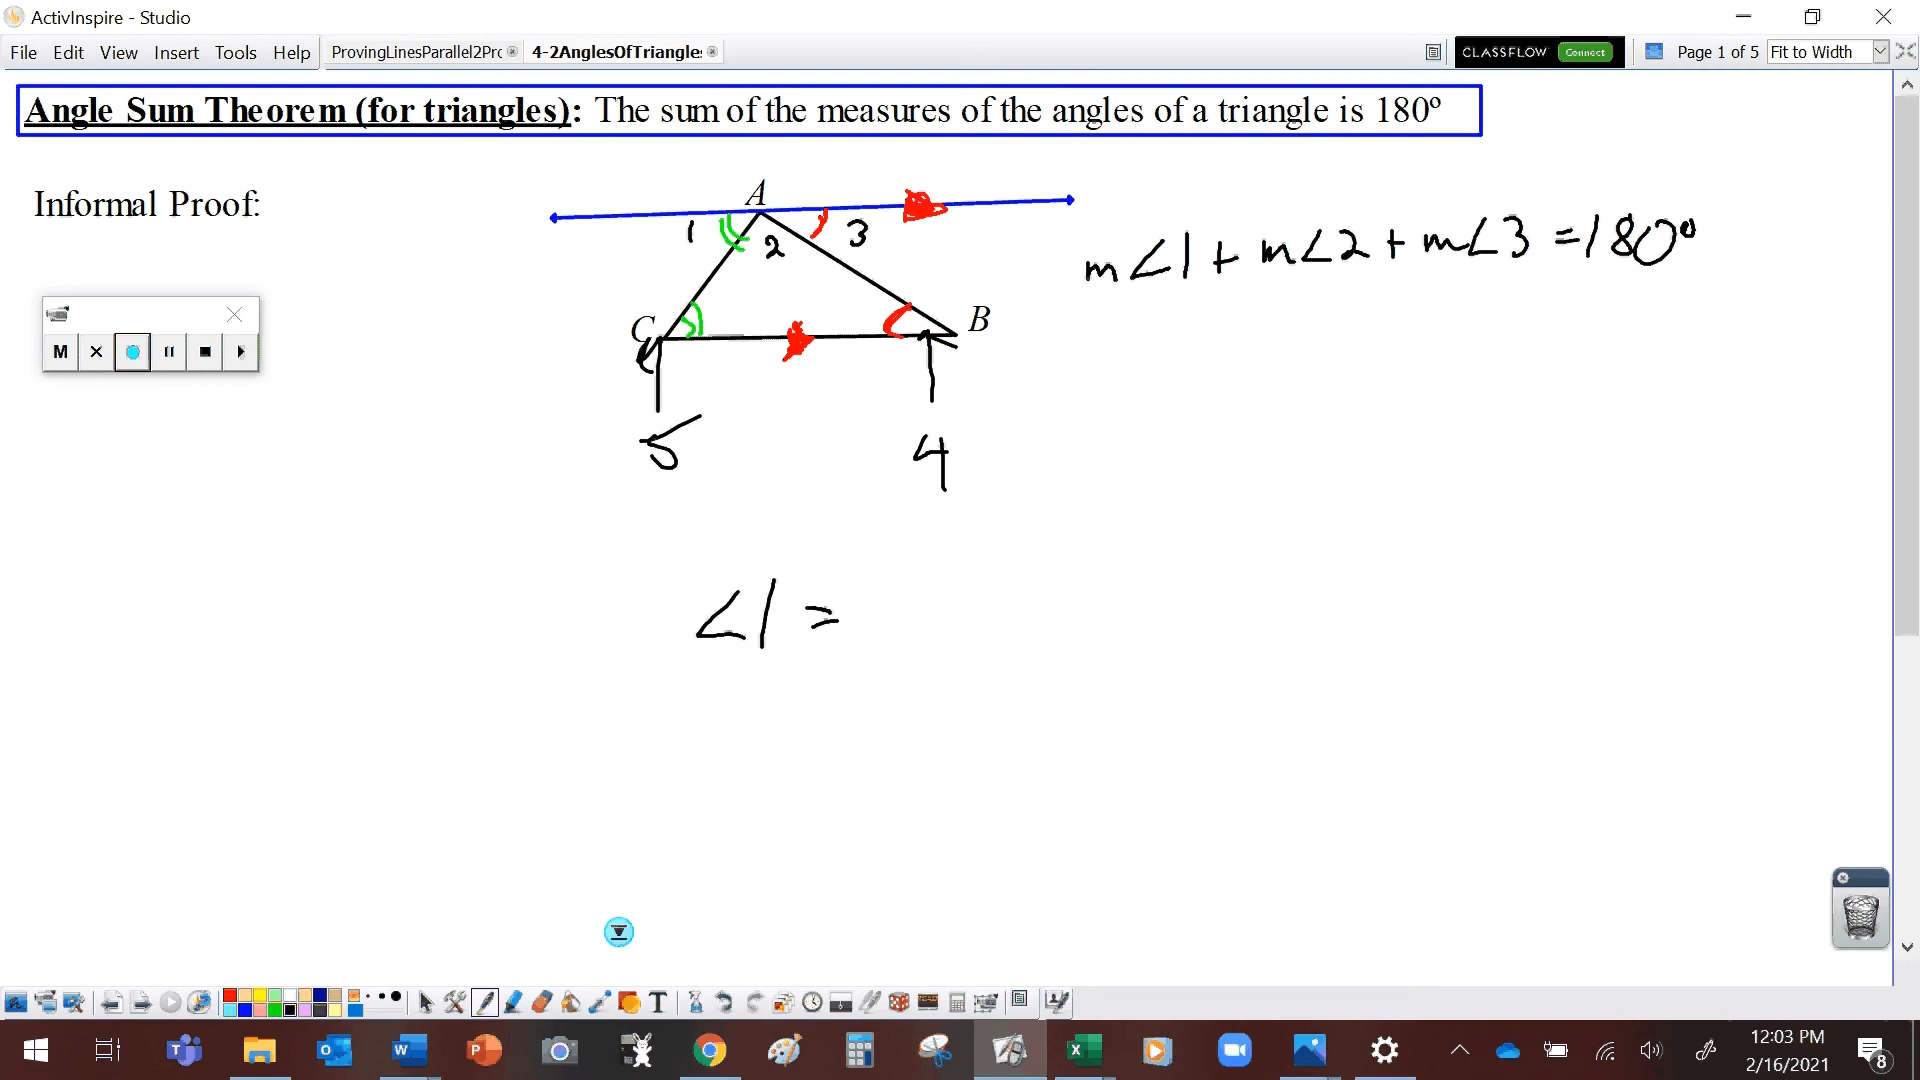 ActivInspire - Studio
File Edit View Insert Tools Help ProvingLinesParallel2Prc 4-2AnglesOfTriangles CLASSFLOW Connect Page 1 of 5 Fit to Width
Angle Sum Theorem (for triangles): The sum of the measures of the angles of a triangle is 180º
Informal Proof:
A
1 2 3
m∠1 + m∠2 + m∠3 = 180°
C B
M
5 4
∠1 =
T
12:03 PM
2/16/2021
8